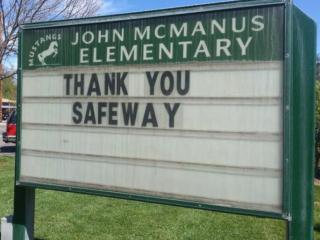 MUSTANGS
JOHN MCMANUS
ELEMENTARY
THANK YOU
SAFEWAY